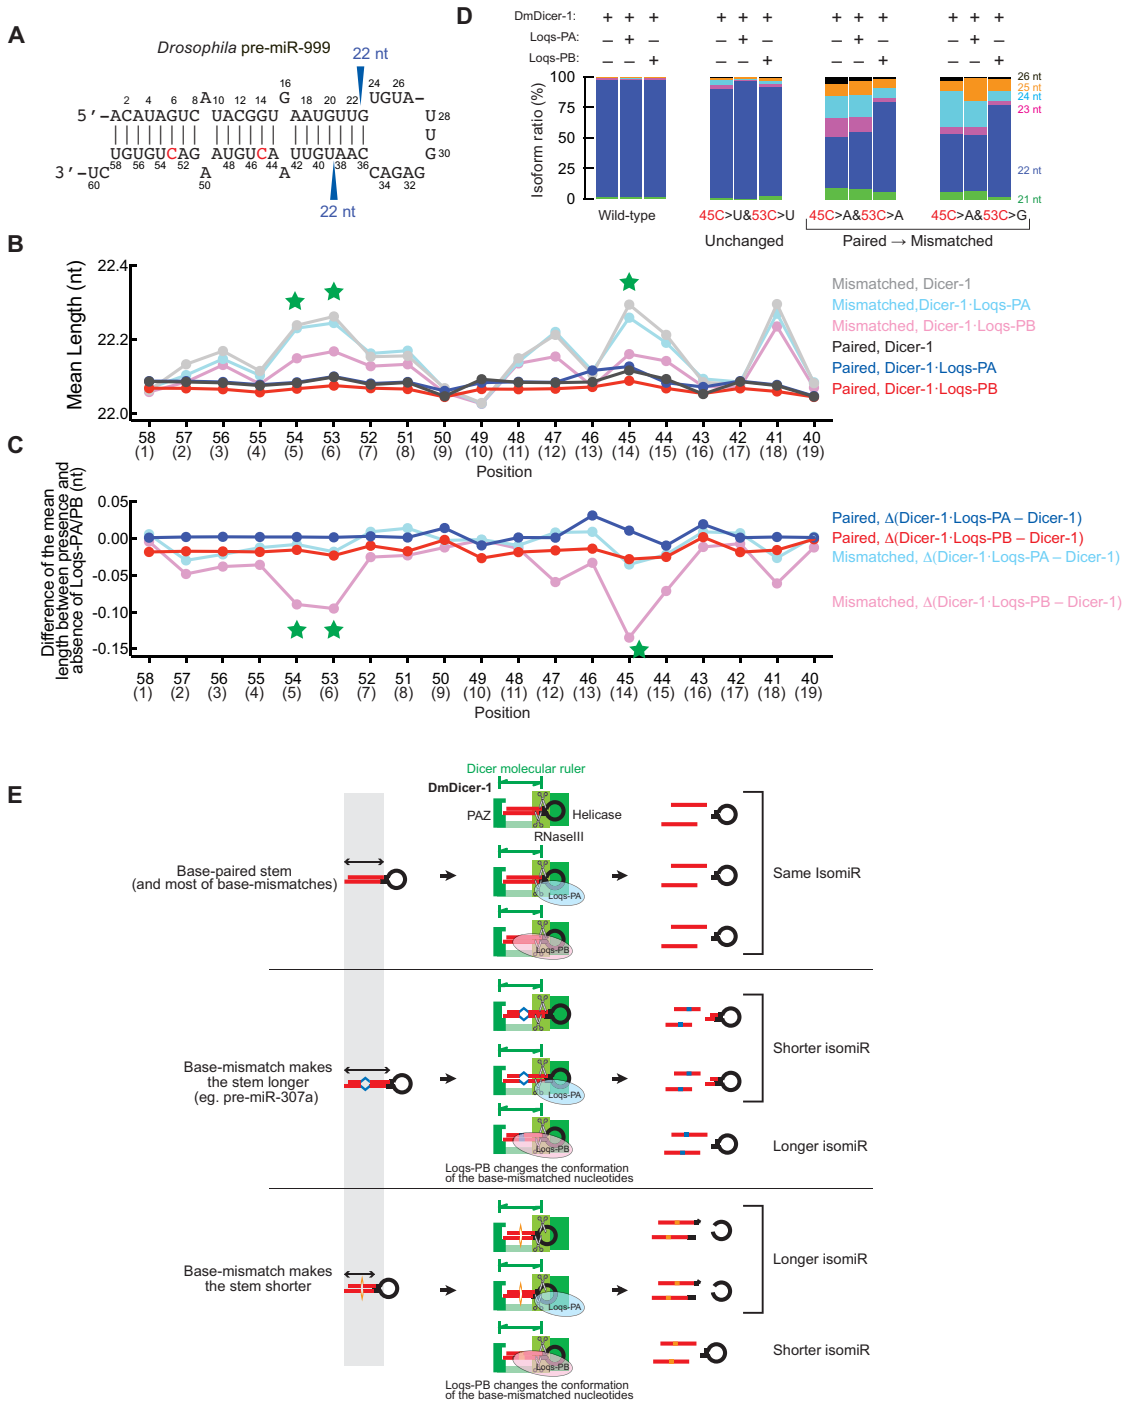 A
Drosophila pre-miR-999
22 nt
16 24 26
2 4 6 8 10 12 14 18 20 22
A G UGUA–
5′–ACAUAGUC UACGGU AAUGUUG U 28
U
UGUGUCAG AUGUCA UUGUAAC G 30
58 56 54 52 48 46 44 42 40 38 36
3′–UC A A CAGAG
60 50 34 32
22 nt
D
DmDicer-1: + + + + + + + + + + + +
Loqs-PA: – + – – + – – + – – + –
Loqs-PB: – – + – – + – – + – – +
Isoform ratio (%)
100
75
50
25
0
26 nt
25 nt
24 nt
23 nt
22 nt
21 nt
Wild-type 45C>U&53C>U 45C>A&53C>A 45C>A&53C>G
Unchanged Paired → Mismatched
B
Mean Length (nt)
22.4
22.2
22.0
Mismatched, Dicer-1
Mismatched,Dicer-1·Loqs-PA
Mismatched, Dicer-1·Loqs-PB
Paired, Dicer-1
Paired, Dicer-1·Loqs-PA
Paired, Dicer-1·Loqs-PB
58 57 56 55 54 53 52 51 50 49 48 47 46 45 44 43 42 41 40
(1) (2) (3) (4) (5) (6) (7) (8) (9) (10) (11) (12) (13) (14) (15) (16) (17) (18) (19)
Position
C
Difference of the mean
length between presence and
absence of Loqs-PA/PB (nt)
0.05
0.00
-0.05
-0.10
-0.15
Paired, Δ(Dicer-1·Loqs-PA – Dicer-1)
Paired, Δ(Dicer-1·Loqs-PB – Dicer-1)
Mismatched, Δ(Dicer-1·Loqs-PA – Dicer-1)
Mismatched, Δ(Dicer-1·Loqs-PB – Dicer-1)
58 57 56 55 54 53 52 51 50 49 48 47 46 45 44 43 42 41 40
(1) (2) (3) (4) (5) (6) (7) (8) (9) (10) (11) (12) (13) (14) (15) (16) (17) (18) (19)
Position
E
Dicer molecular ruler
DmDicer-1
PAZ
Helicase
RNaseIII
Base-paired stem
(and most of base-mismatches)
Loqs-PA
Loqs-PB
Same IsomiR
Base-mismatch makes
the stem longer
(eg. pre-miR-307a)
Loqs-PA
Loqs-PB
Shorter isomiR
Longer isomiR
Loqs-PB changes the conformation
of the base-mismatched nucleotides
Base-mismatch makes
the stem shorter
Loqs-PA
Loqs-PB
Longer isomiR
Shorter isomiR
Loqs-PB changes the conformation
of the base-mismatched nucleotides